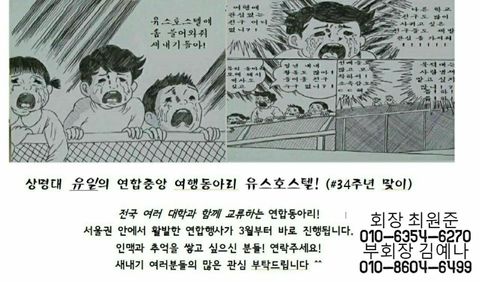 유스호스텔에
좀 들어와줘
새내기들아!
상명대 유일의 연합중앙 여행동아리 유스호스텔! (#34주년 맞이)
전국 여러 대학과 함께 교류하는 연합동아리!
서울권 안에서 활발한 연합행사가 3월부터 바로 진행됩니다.
인맥과 추억을 쌓고 싶으신 분들! 연락주세요!
새내기 여러분들의 많은 관심 부탁드립니다 ^^
회장 최원준
010-6354-6270
부회장 김예나
010-8604-6499